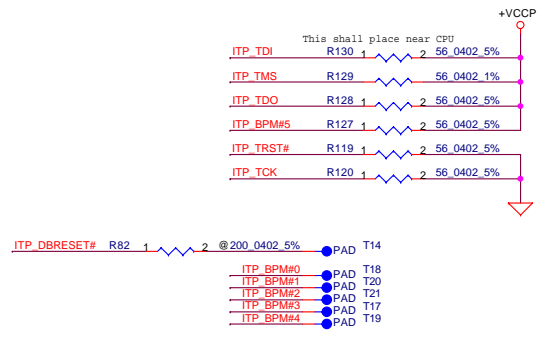 +VCCP
This shall place near CPU
ITP_TDI R130 1 2 56_0402_5%
ITP_TMS R129 1 2 56_0402_1%
ITP_TDO R128 1 2 56_0402_5%
ITP_BPM#5 R127 1 2 56_0402_5%
ITP_TRST# R119 1 2 56_0402_5%
ITP_TCK R120 1 2 56_0402_5%
ITP_DBRESET# R82 1 2 @200_0402_5% PAD T14
ITP_BPM#0 PAD T18
ITP_BPM#1 PAD T20
ITP_BPM#2 PAD T21
ITP_BPM#3 PAD T17
ITP_BPM#4 PAD T19